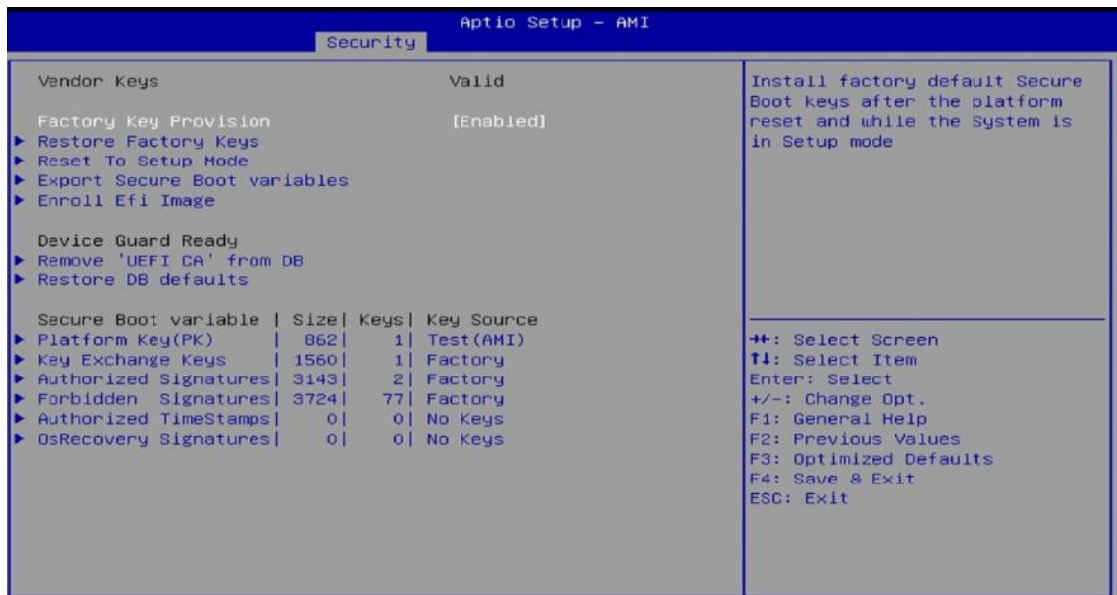 Aptio Setup – AMI
Security
Vendor Keys Valid
Factory Key Provision [Enabled]
► Restore Factory Keys
► Reset To Setup Mode
► Export Secure Boot variables
► Enroll Efi Image
Device Guard Ready
► Remove 'UEFI CA' from DB
► Restore DB defaults
Secure Boot variable | Size| Keys| Key Source
► Platform Key(PK) | 862| 1| Test(AMI)
► Key Exchange Keys | 1560| 1| Factory
► Authorized Signatures| 3143| 2| Factory
► Forbidden Signatures| 3724| 77| Factory
► Authorized TimeStamps| 0| 0| No Keys
► OsRecovery Signatures| 0| 0| No Keys
Install factory default Secure
Boot keys after the platform
reset and while the System is
in Setup mode
→←: Select Screen
↑↓: Select Item
Enter: Select
+/-: Change Opt.
F1: General Help
F2: Previous Values
F3: Optimized Defaults
F4: Save & Exit
ESC: Exit